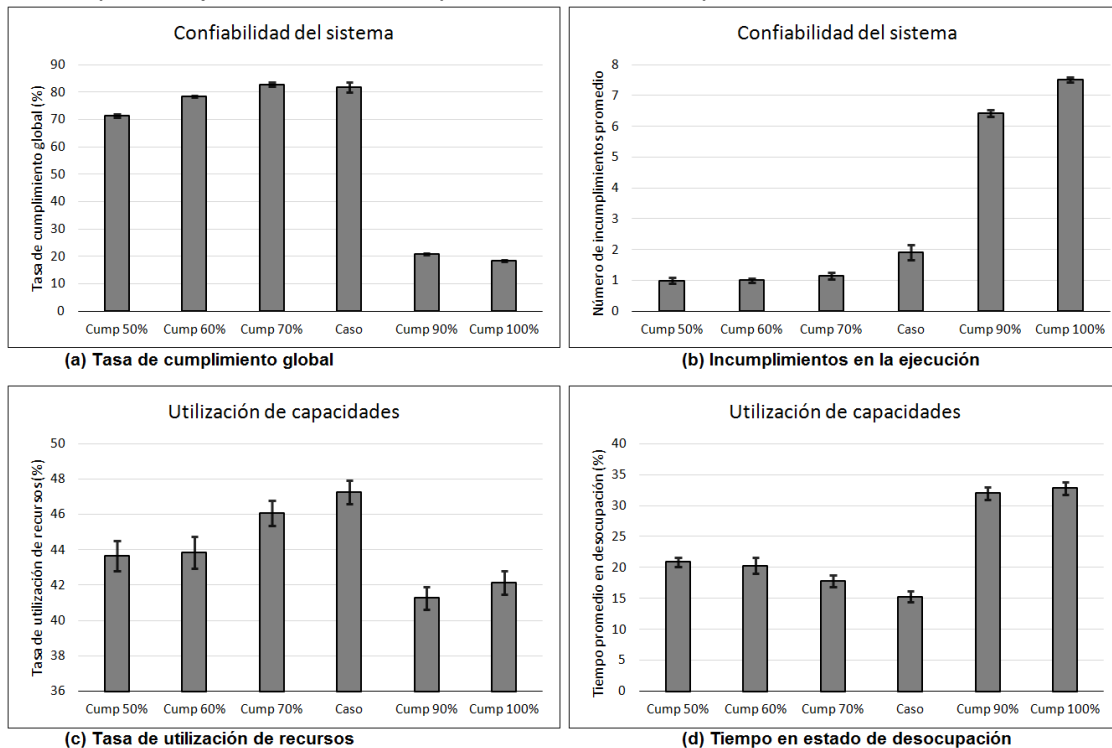 Confiabilidad del sistema
Tasa de cumplimiento global (%)
90
80
70
60
50
40
30
20
10
0
Cump 50% Cump 60% Cump 70% Caso Cump 90% Cump 100%
(a) Tasa de cumplimiento global
Confiabilidad del sistema
Número de incumplimientos promedio
8
7
6
5
4
3
2
1
0
Cump 50% Cump 60% Cump 70% Caso Cump 90% Cump 100%
(b) Incumplimientos en la ejecución
Utilización de capacidades
Tasa de utilización de recursos (%)
50
48
46
44
42
40
38
36
Cump 50% Cump 60% Cump 70% Caso Cump 90% Cump 100%
(c) Tasa de utilización de recursos
Utilización de capacidades
Tiempo promedio en desocupación (%)
40
35
30
25
20
15
10
5
0
Cump 50% Cump 60% Cump 70% Caso Cump 90% Cump 100%
(d) Tiempo en estado de desocupación